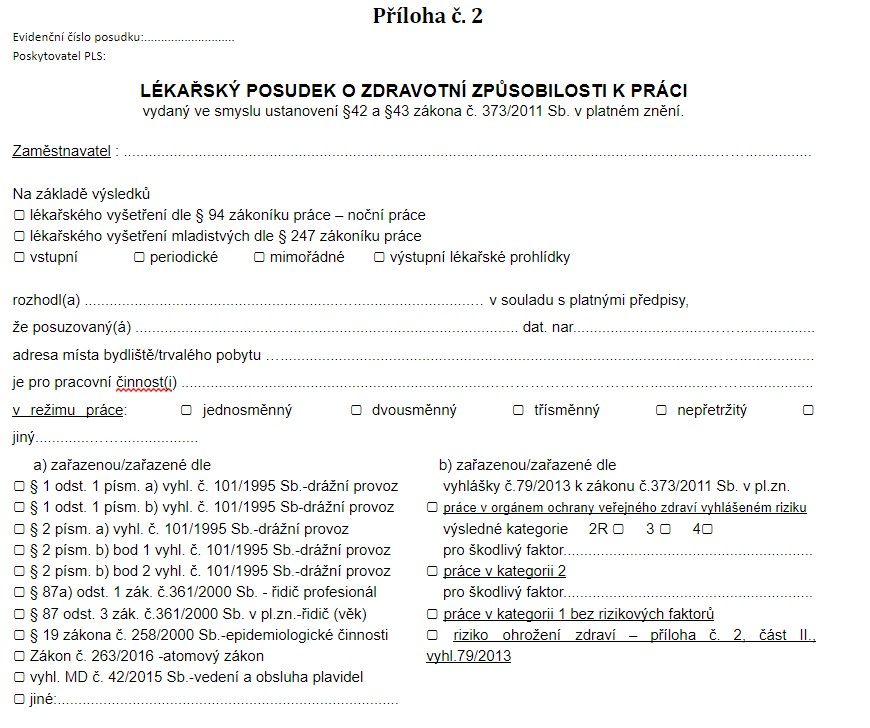 Příloha č. 2
Evidenční číslo posudku:...........................
Poskytovatel PLS:
LÉKAŘSKÝ POSUDEK O ZDRAVOTNÍ ZPŮSOBILOSTI K PRÁCI
vydaný ve smyslu ustanovení §42 a §43 zákona č. 373/2011 Sb. v platném znění.
Zaměstnavatel : ....................................................................................................
Na základě výsledků
▢ lékařského vyšetření dle § 94 zákoníku práce – noční práce
▢ lékařského vyšetření mladistvých dle § 247 zákoníku práce
▢ vstupní ▢ periodické ▢ mimořádné ▢ výstupní lékařské prohlídky
rozhodl(a) .................................................................. v souladu s platnými předpisy,
že posuzovaný(á) .................................................................. dat. nar..............................
adresa místa bydliště/trvalého pobytu ..................................................................
je pro pracovní činnost(i) ..................................................................
v režimu práce: ▢ jednosměnný ▢ dvousměnný ▢ třísměnný ▢ nepřetržitý ▢
jiný.......................................
a) zařazenou/zařazené dle
▢ § 1 odst. 1 písm. a) vyhl. č. 101/1995 Sb.-drážní provoz
▢ § 1 odst. 1 písm. b) vyhl. č. 101/1995 Sb-drážní provoz
▢ § 2 písm. a) vyhl. č. 101/1995 Sb.-drážní provoz
▢ § 2 písm. b) bod 1 vyhl. č. 101/1995 Sb.-drážní provoz
▢ § 2 písm. b) bod 2 vyhl. č. 101/1995 Sb.-drážní provoz
▢ § 87a) odst. 1 zák. č.361/2000 Sb. - řidič profesionál
▢ § 87 odst. 3 zák. č.361/2000 Sb. v pl.zn.-řidič (věk)
▢ § 19 zákona č. 258/2000 Sb.-epidemiologické činnosti
▢ Zákon č. 263/2016 -atomový zákon
▢ vyhl. MD č. 42/2015 Sb.-vedení a obsluha plavidel
▢ jiné:..................................................................
b) zařazenou/zařazené dle
vyhlášky č.79/2013 k zákonu č.373/2011 Sb. v pl.zn.
▢ práce v orgánem ochrany veřejného zdraví vyhlášeném riziku
výsledné kategorie 2R ▢ 3 ▢ 4▢
pro škodlivý faktor..................................................
▢ práce v kategorii 2
pro škodlivý faktor..................................................
▢ práce v kategorii 1 bez rizikových faktorů
▢ riziko ohrožení zdraví – příloha č. 2, část II.,
vyhl.79/2013